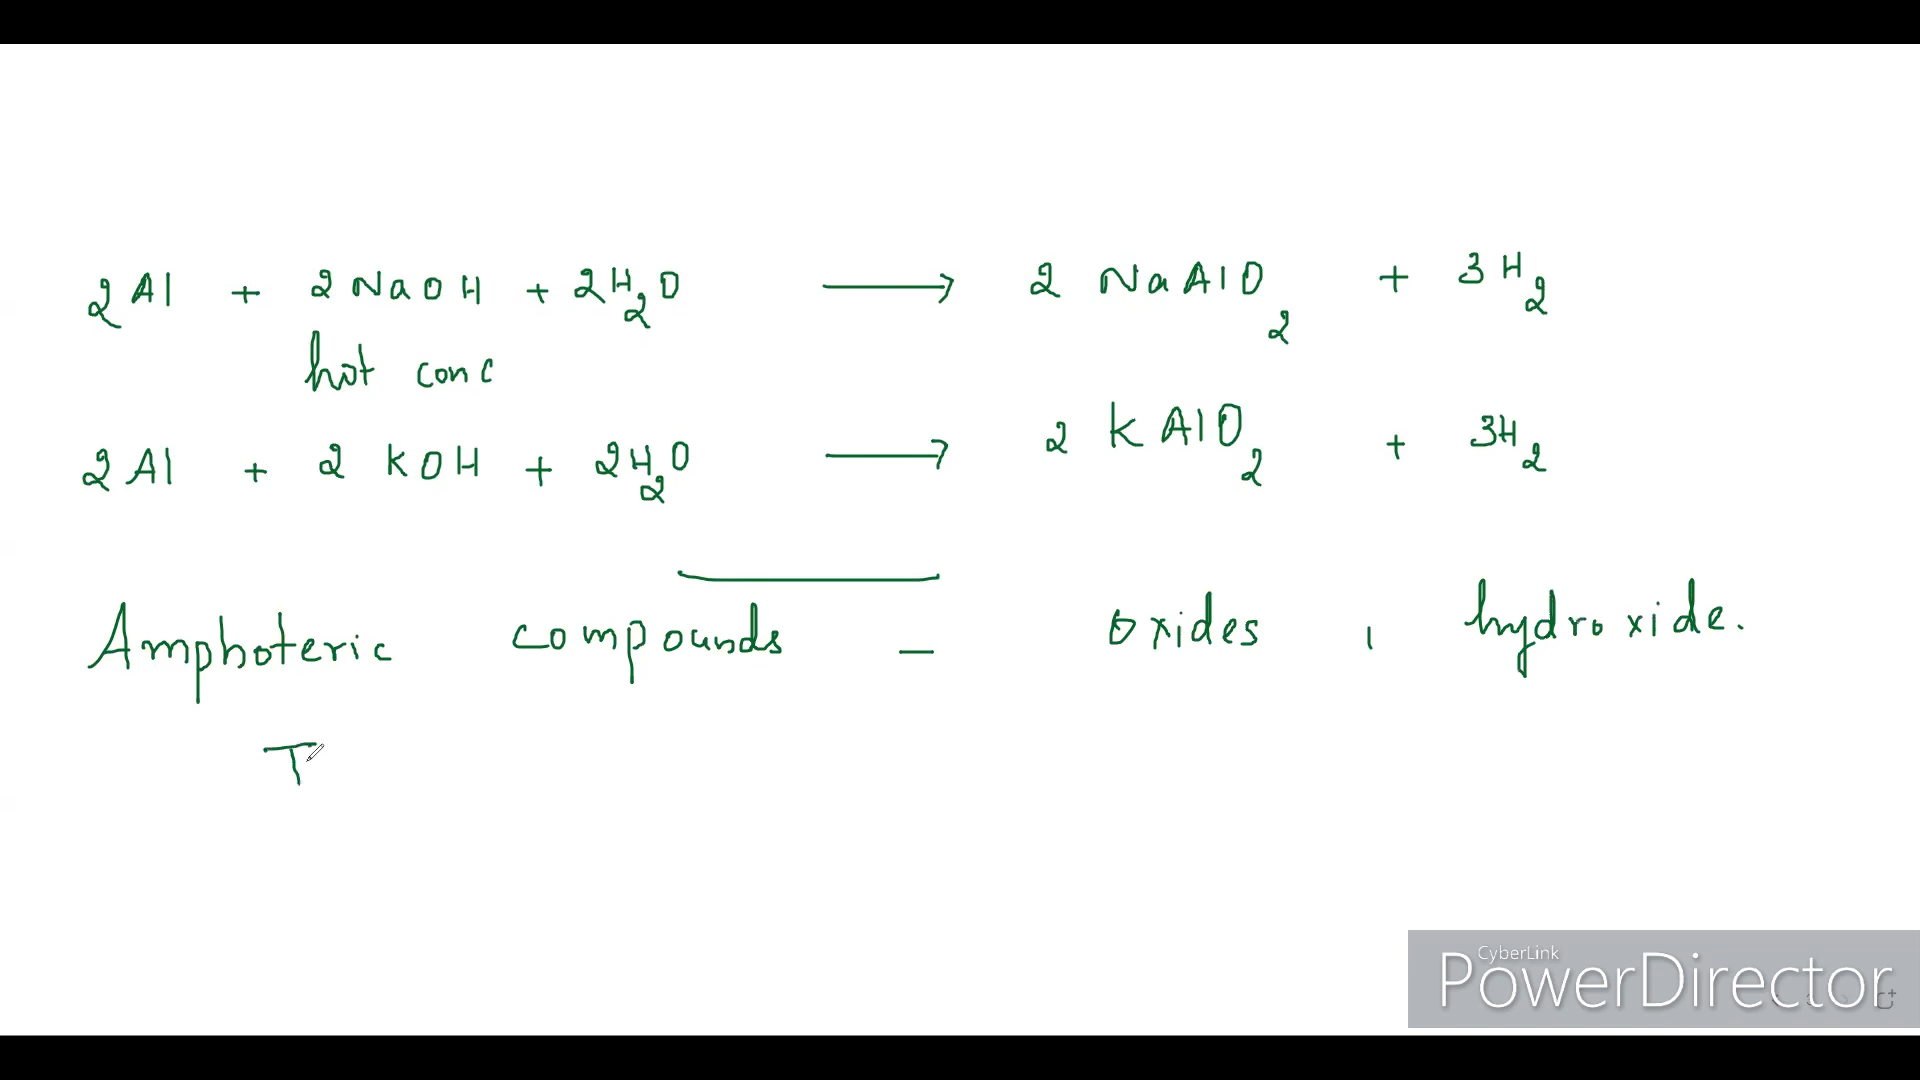 2Al + 2NaOH + 2H₂O → 2NaAlO₂ + 3H₂
hot conc
2Al + 2KOH + 2H₂O → 2KAlO₂ + 3H₂
Amphoteric compounds – oxides , hydroxide.
T
CyberLink
PowerDirector